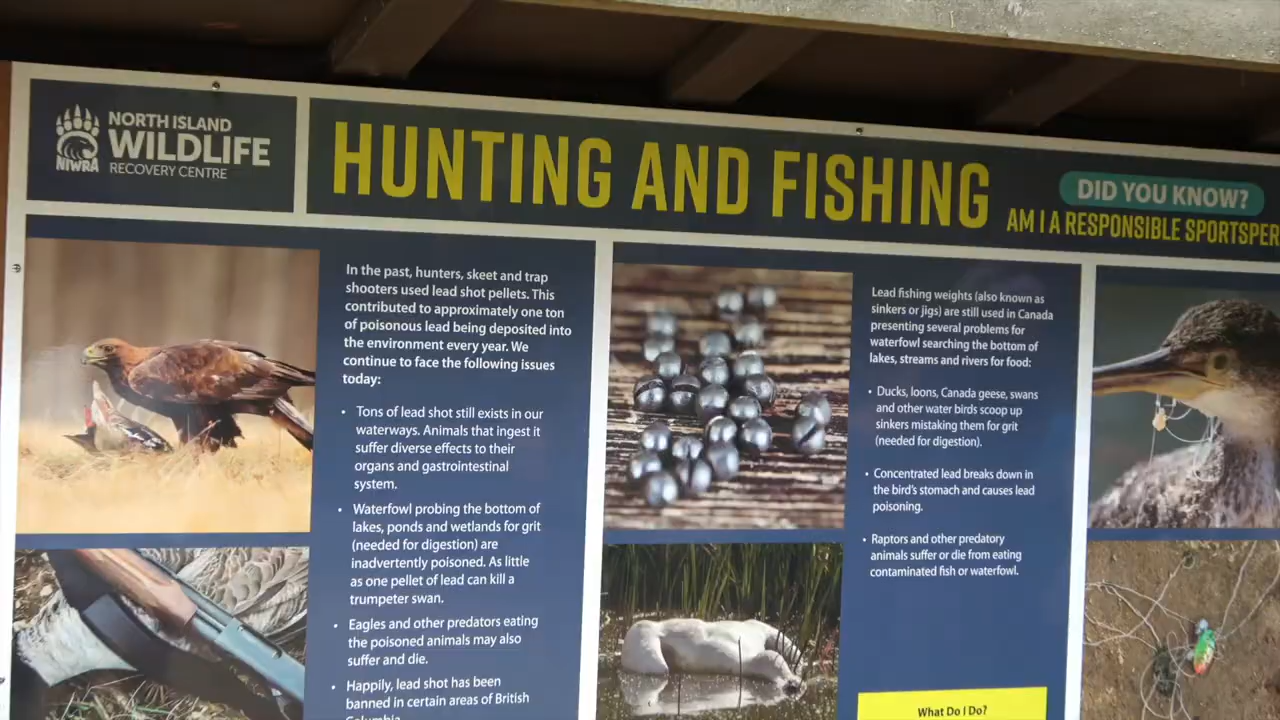 NORTH ISLAND
WILDLIFE
RECOVERY CENTRE
NIWRA
HUNTING AND FISHING
DID YOU KNOW?
AM I A RESPONSIBLE
In the past, hunters, skeet and trap
shooters used lead shot pellets. This
contributed to approximately one ton
of poisonous lead being deposited into
the environment every year. We
continue to face the following issues
today:
• Tons of lead shot still exists in our
waterways. Animals that ingest it
suffer diverse effects to their
organs and gastrointestinal
system.
• Waterfowl probing the bottom of
lakes, ponds and wetlands for grit
(needed for digestion) are
inadvertently poisoned. As little
as one pellet of lead can kill a
trumpeter swan.
• Eagles and other predators eating
the poisoned animals may also
suffer and die.
• Happily, lead shot has been
banned in certain areas of British
Lead fishing weights (also known as
sinkers or jigs) are still used in Canada
presenting several problems for
waterfowl searching the bottom of
lakes, streams and rivers for food:
• Ducks, loons, Canada geese, swans
and other water birds scoop up
sinkers mistaking them for grit
(needed for digestion).
• Concentrated lead breaks down in
the bird's stomach and causes lead
poisoning.
• Raptors and other predatory
animals suffer or die from eating
contaminated fish or waterfowl.
What Do I Do?